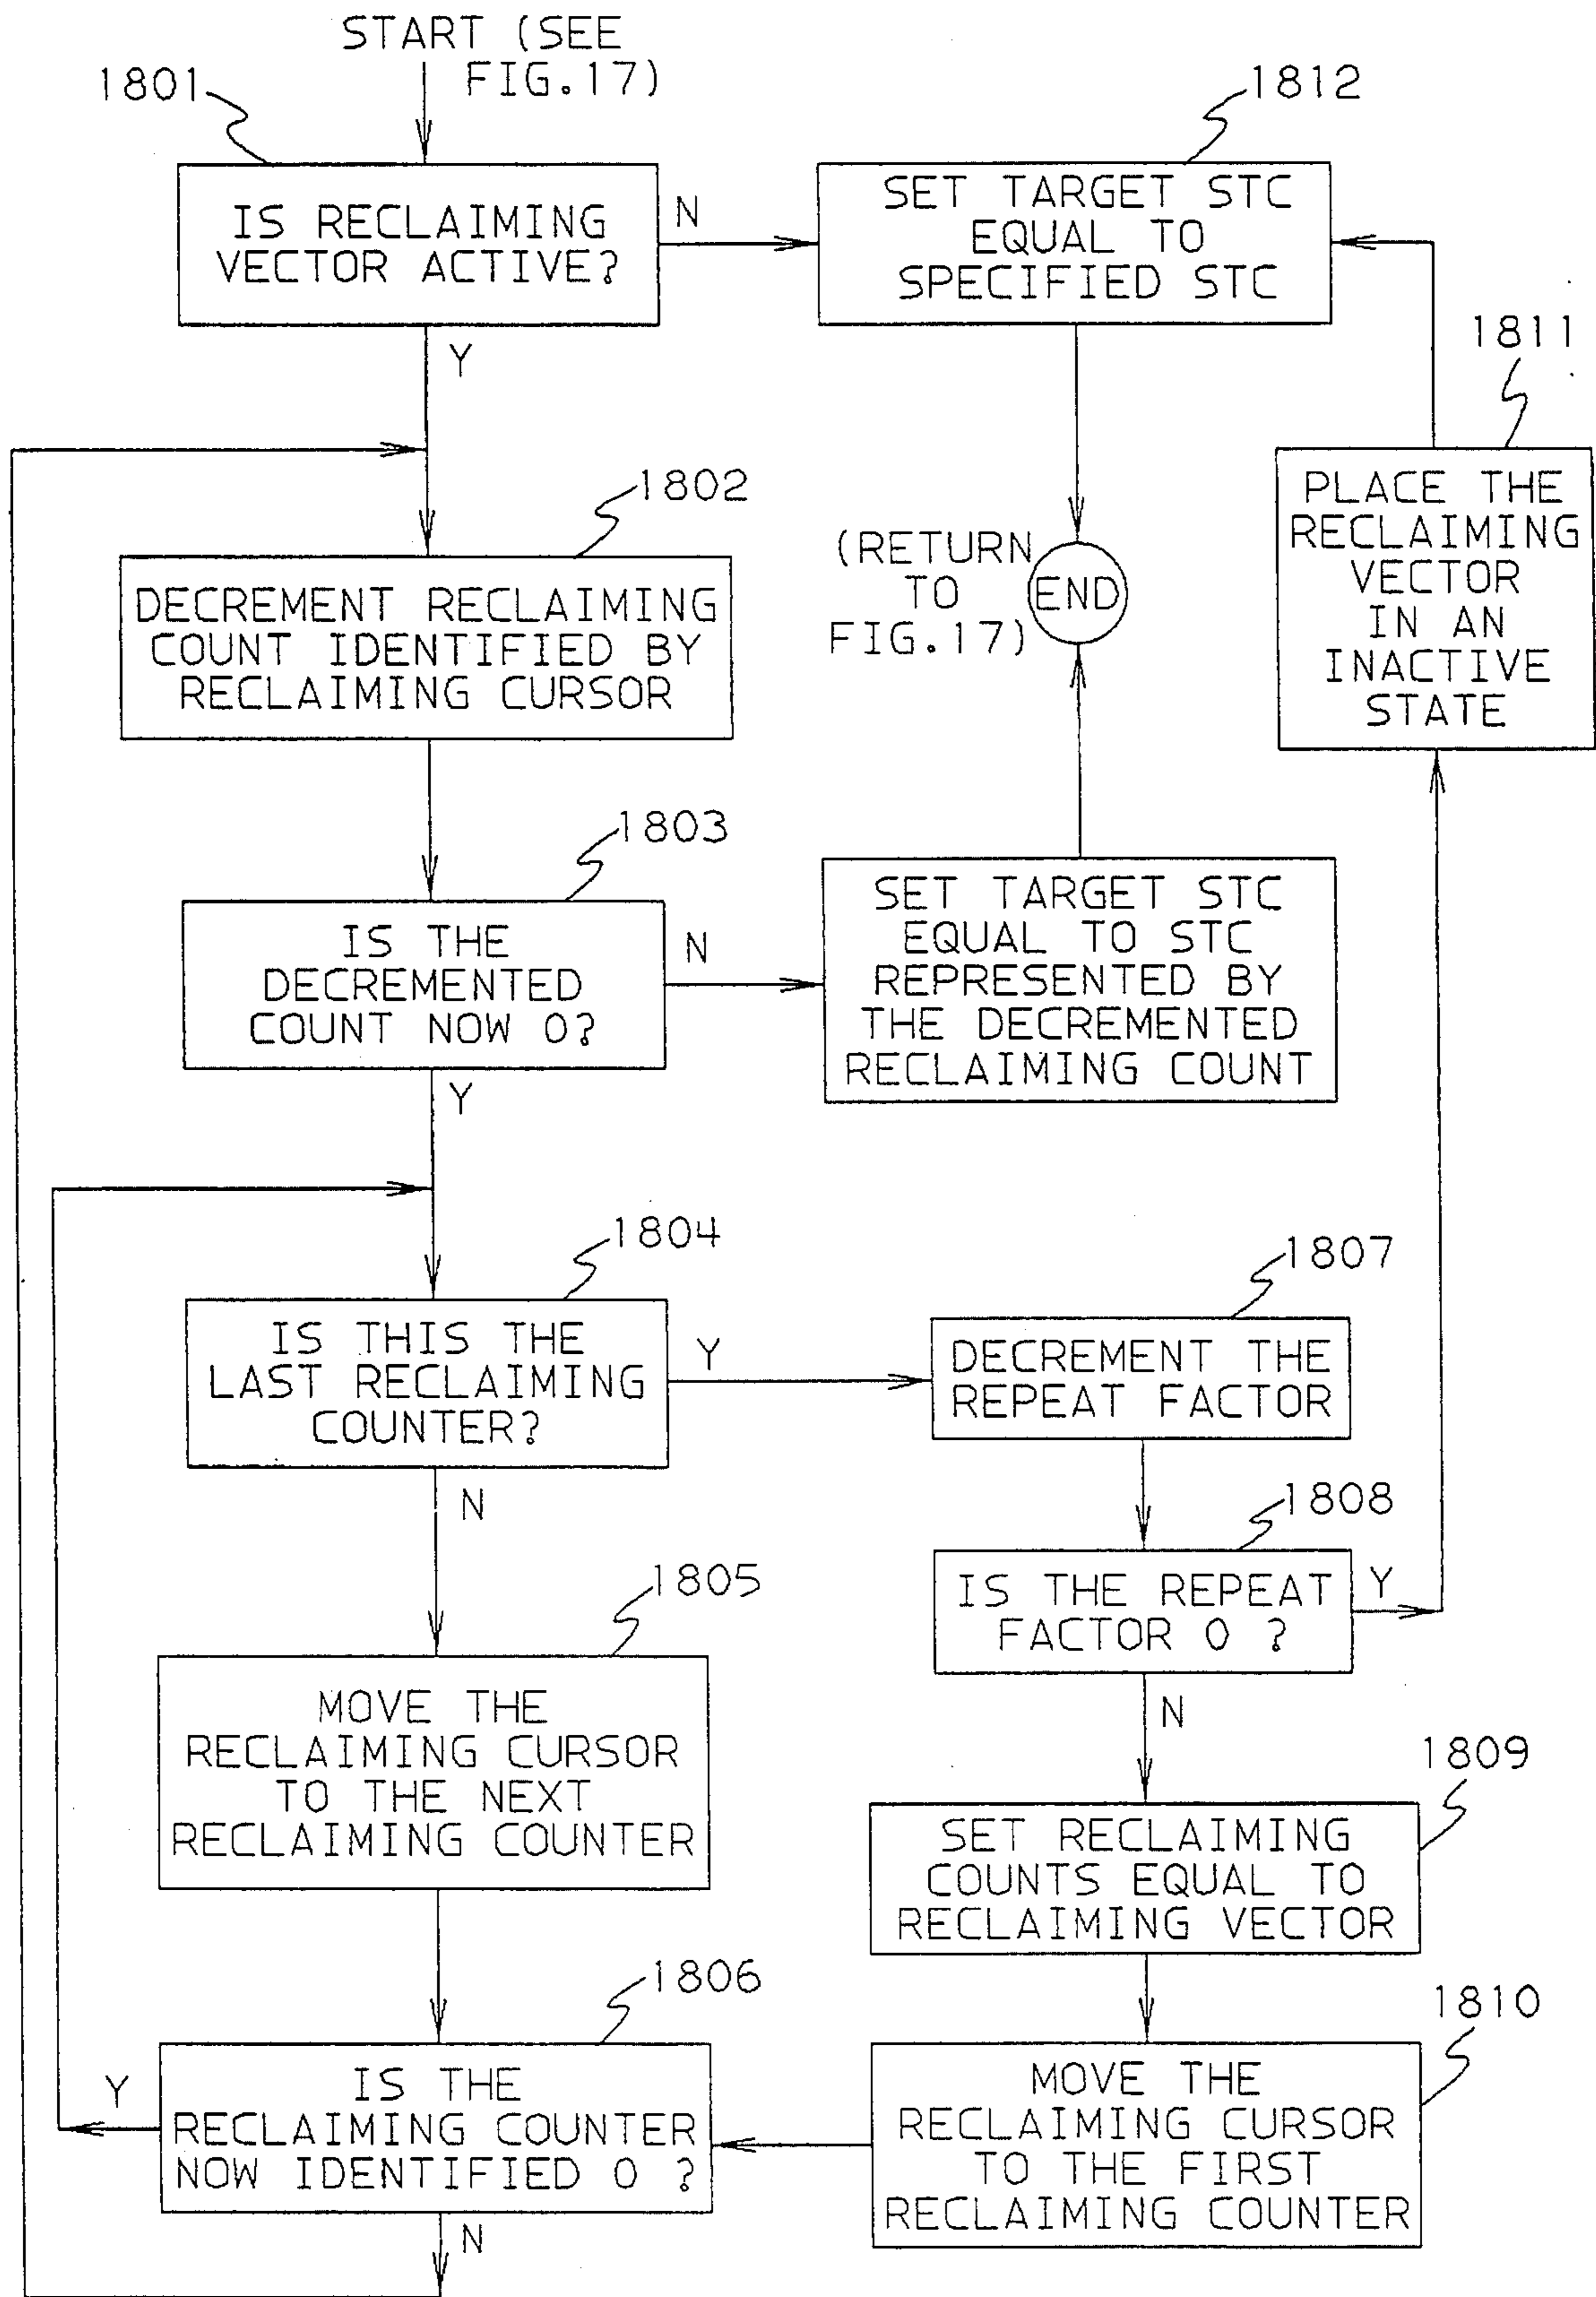 START (SEE
FIG.17)
1801
1812
IS RECLAIMING
VECTOR ACTIVE?
N
SET TARGET STC
EQUAL TO
SPECIFIED STC
Y
1811
1802
PLACE THE
RECLAIMING
VECTOR
IN AN
INACTIVE
STATE
DECREMENT RECLAIMING
COUNT IDENTIFIED BY
RECLAIMING CURSOR
(RETURN
TO
FIG.17)
END
1803
IS THE
DECREMENTED
COUNT NOW 0?
N
SET TARGET STC
EQUAL TO STC
REPRESENTED BY
THE DECREMENTED
RECLAIMING COUNT
Y
1804
IS THIS THE
LAST RECLAIMING
COUNTER?
Y
1807
DECREMENT THE
REPEAT FACTOR
N
1808
IS THE REPEAT
FACTOR 0 ?
Y
1805
MOVE THE
RECLAIMING CURSOR
TO THE NEXT
RECLAIMING COUNTER
N
1809
SET RECLAIMING
COUNTS EQUAL TO
RECLAIMING VECTOR
1806
IS THE
RECLAIMING COUNTER
NOW IDENTIFIED 0 ?
Y
N
1810
MOVE THE
RECLAIMING CURSOR
TO THE FIRST
RECLAIMING COUNTER